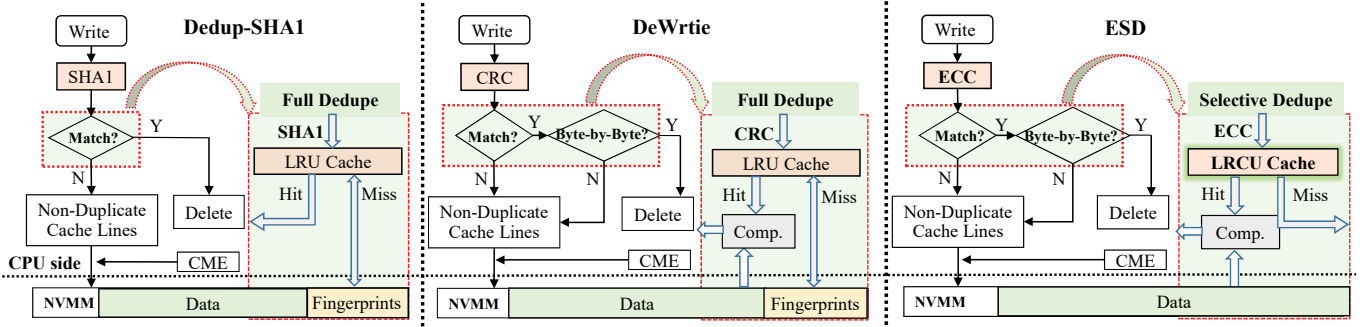 Dedup-SHA1
Write
SHA1
Match?
Y
N
Non-Duplicate
Cache Lines
Delete
Full Dedupe
SHA1
LRU Cache
Hit
Miss
CPU side
CME
NVMM
Data
Fingerprints
DeWrtie
Write
CRC
Match?
Y
Byte-by-Byte?
Y
N
N
Non-Duplicate
Cache Lines
Delete
Full Dedupe
CRC
LRU Cache
Hit
Miss
Comp.
CME
NVMM
Data
Fingerprints
ESD
Write
ECC
Match?
Y
Byte-by-Byte?
Y
N
N
Non-Duplicate
Cache Lines
Delete
Selective Dedupe
ECC
LRCU Cache
Hit
Miss
Comp.
CME
NVMM
Data